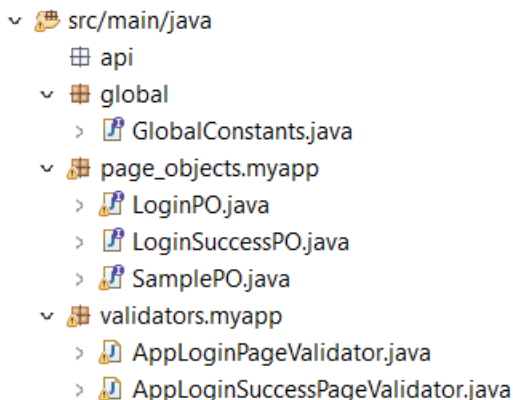 src/main/java
api
global
GlobalConstants.java
page_objects.myapp
LoginPO.java
LoginSuccessPO.java
SamplePO.java
validators.myapp
AppLoginPageValidator.java
AppLoginSuccessPageValidator.java